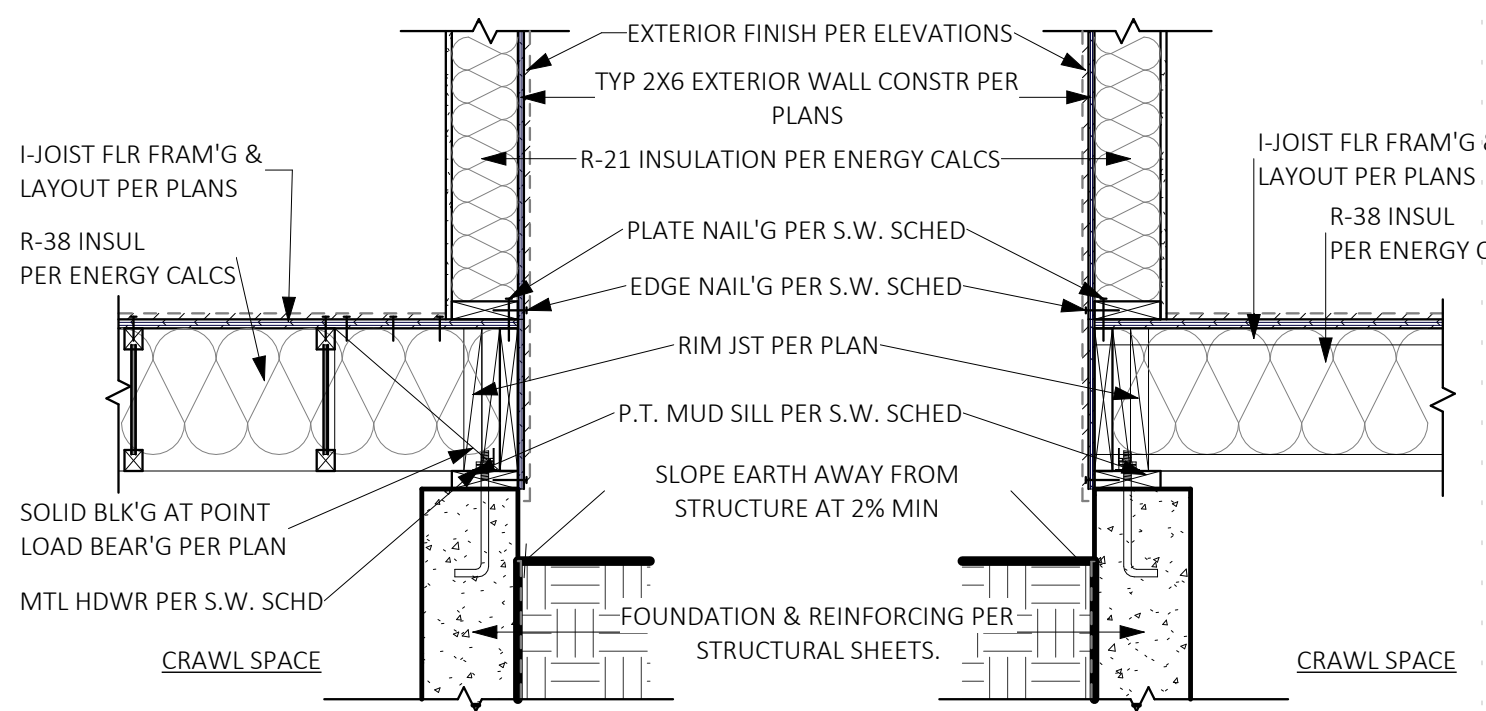 EXTERIOR FINISH PER ELEVATIONS
TYP 2X6 EXTERIOR WALL CONSTR PER
PLANS
I-JOIST FLR FRAM'G &
LAYOUT PER PLANS
R-21 INSULATION PER ENERGY CALCS
I-JOIST FLR FRAM'G &
LAYOUT PER PLANS
R-38 INSUL
PER ENERGY CALCS
PLATE NAIL'G PER S.W. SCHED
R-38 INSUL
PER ENERGY C
EDGE NAIL'G PER S.W. SCHED
RIM JST PER PLAN
P.T. MUD SILL PER S.W. SCHED
SLOPE EARTH AWAY FROM
STRUCTURE AT 2% MIN
SOLID BLK'G AT POINT
LOAD BEAR'G PER PLAN
MTL HDWR PER S.W. SCHD
FOUNDATION & REINFORCING PER
STRUCTURAL SHEETS.
CRAWL SPACE
CRAWL SPACE